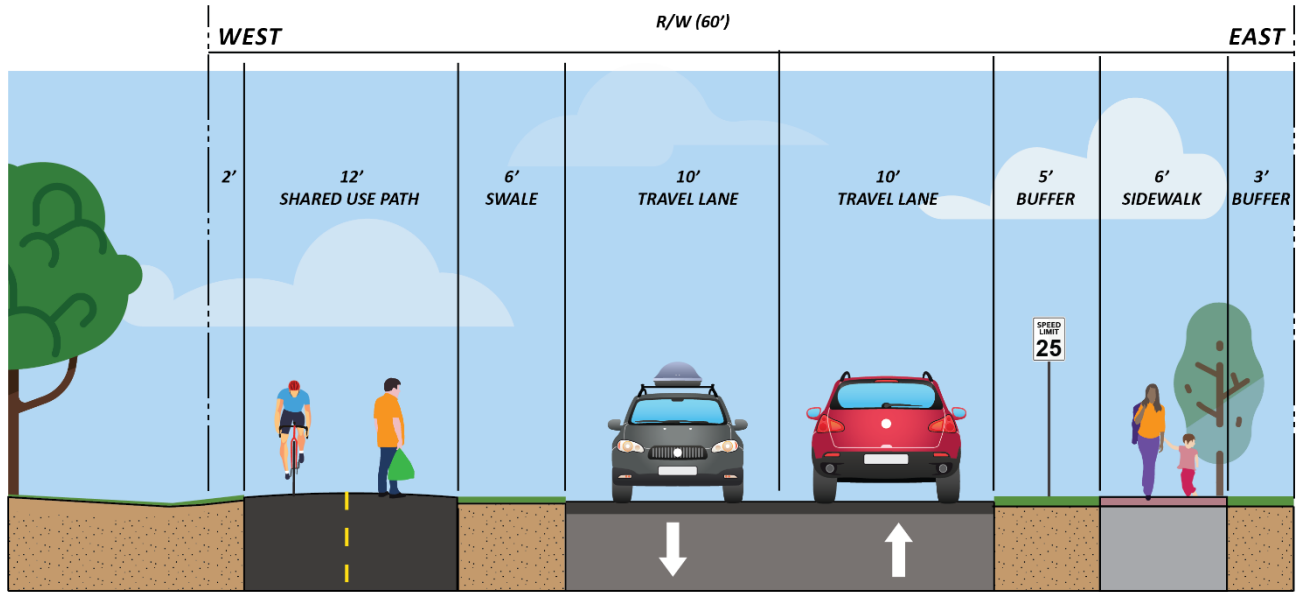 R/W (60')
WEST
EAST
2'
12'
SHARED USE PATH
6'
SWALE
10'
TRAVEL LANE
10'
TRAVEL LANE
5'
BUFFER
6'
SIDEWALK
3'
BUFFER
SPEED
LIMIT
25